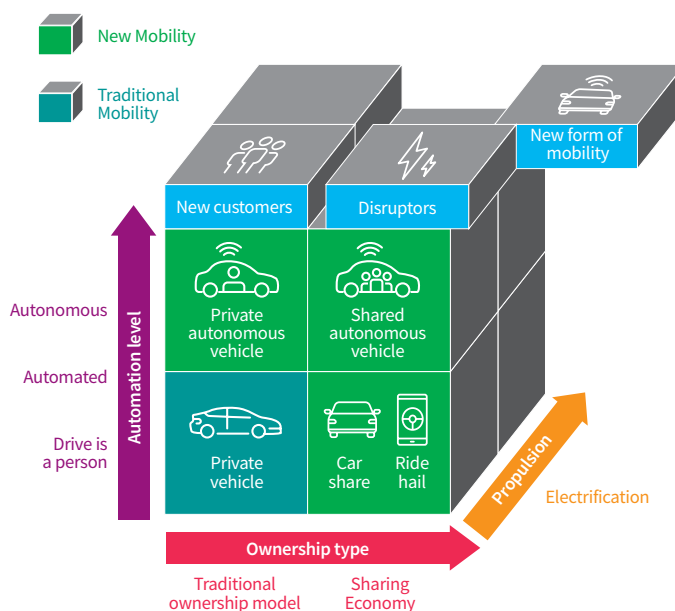 New Mobility
Traditional
Mobility
New form of
mobility
New customers
Disruptors
Private
autonomous
vehicle
Shared
autonomous
vehicle
Private
vehicle
Car
share
Ride
hail
Automation level
Autonomous
Automated
Drive is
a person
Propulsion
Electrification
Ownership type
Traditional
ownership model
Sharing
Economy